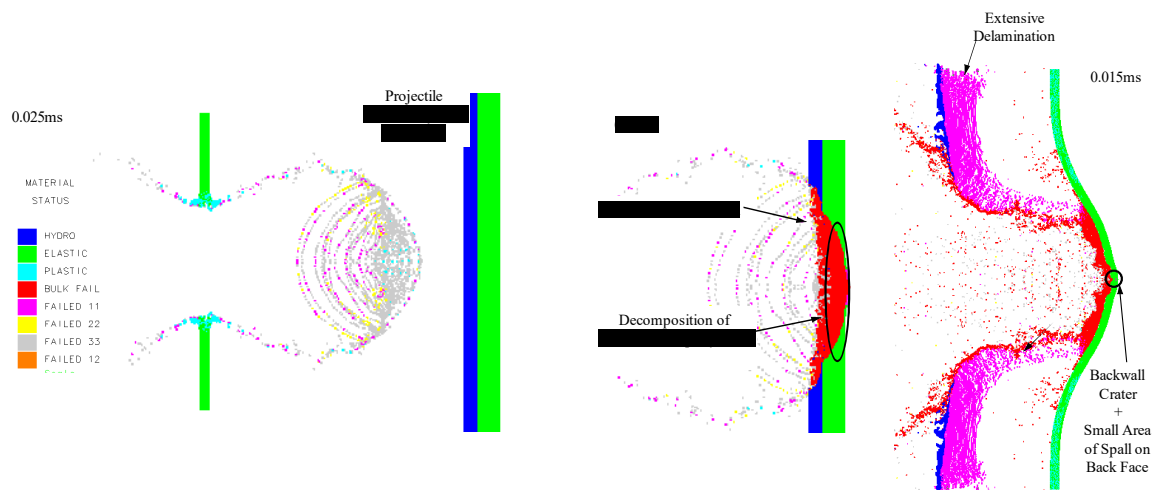 0.025ms
Projectile
MATERIAL
STATUS
HYDRO
ELASTIC
PLASTIC
BULK FAIL
FAILED 11
FAILED 22
FAILED 33
FAILED 12
Decomposition of
Extensive
Delamination
0.015ms
Backwall
Crater
+
Small Area
of Spall on
Back Face